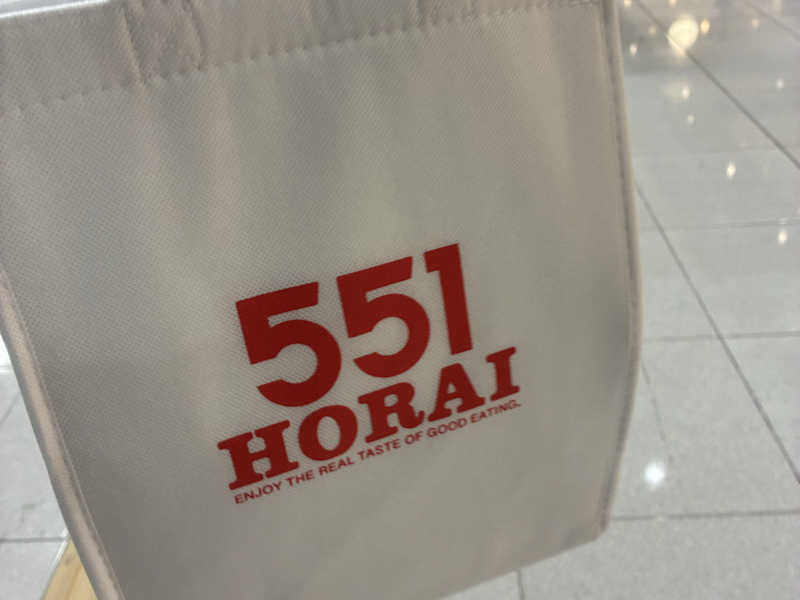 551
HORAI
ENJOY THE REAL TASTE OF GOOD EATING.